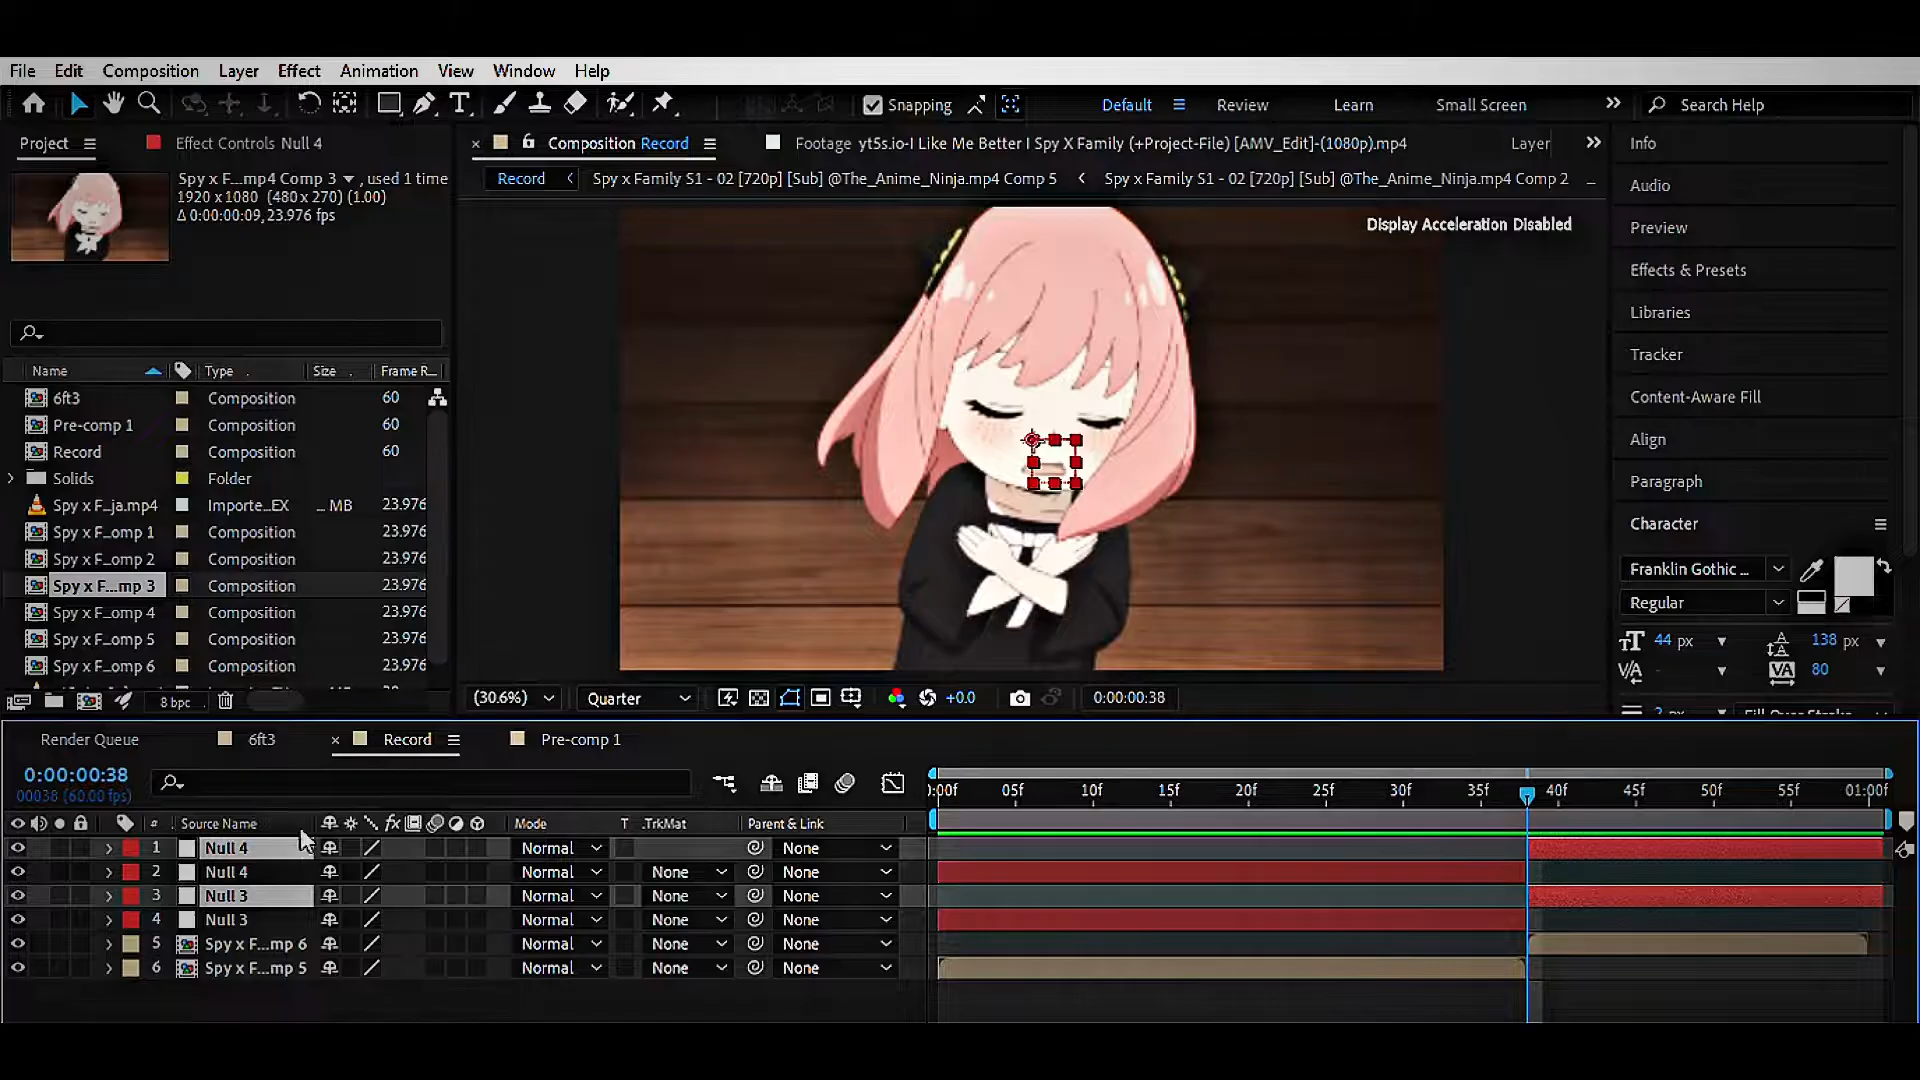 File Edit Composition Layer Effect Animation View Window Help
Snapping Default Review Learn Small Screen Search Help
Project Effect Controls Null 4
Composition Record Footage yt5s.io-I Like Me Better I Spy X Family (+Project-File) [AMV_Edit]-(1080p).mp4 Layer
Record Spy x Family S1 - 02 [720p] [Sub] @The_Anime_Ninja.mp4 Comp 5 Spy x Family S1 - 02 [720p] [Sub] @The_Anime_Ninja.mp4 Comp 2
Spy x F...mp4 Comp 3 , used 1 time
1920 x 1080 (480 x 270) (1.00)
Δ 0:00:00:09, 23.976 fps
Display Acceleration Disabled
Info
Audio
Preview
Effects & Presets
Libraries
Tracker
Content-Aware Fill
Align
Paragraph
Character
Franklin Gothic ...
Regular
44 px 138 px
80
Name Type Size Frame R...
6ft3 Composition 60
Pre-comp 1 Composition 60
Record Composition 60
Solids Folder
Spy x F...ja.mp4 Importe...EX ... MB 23.976
Spy x F...omp 1 Composition 23.976
Spy x F...omp 2 Composition 23.976
Spy x F...mp 3 Composition 23.976
Spy x F...omp 4 Composition 23.976
Spy x F...omp 5 Composition 23.976
Spy x F...omp 6 Composition 23.976
8 bpc
(30.6%) Quarter +0.0 0:00:00:38
Render Queue 6ft3 Record Pre-comp 1
0:00:00:38
00038 (60.00 fps)
0:00f 05f 10f 15f 20f 25f 30f 35f 40f 45f 50f 55f 01:00f
# Source Name fx Mode T .TrkMat Parent & Link
1 Null 4 Normal None
2 Null 4 Normal None None
3 Null 3 Normal None None
4 Null 3 Normal None None
5 Spy x F...mp 6 Normal None None
6 Spy x F...mp 5 Normal None None